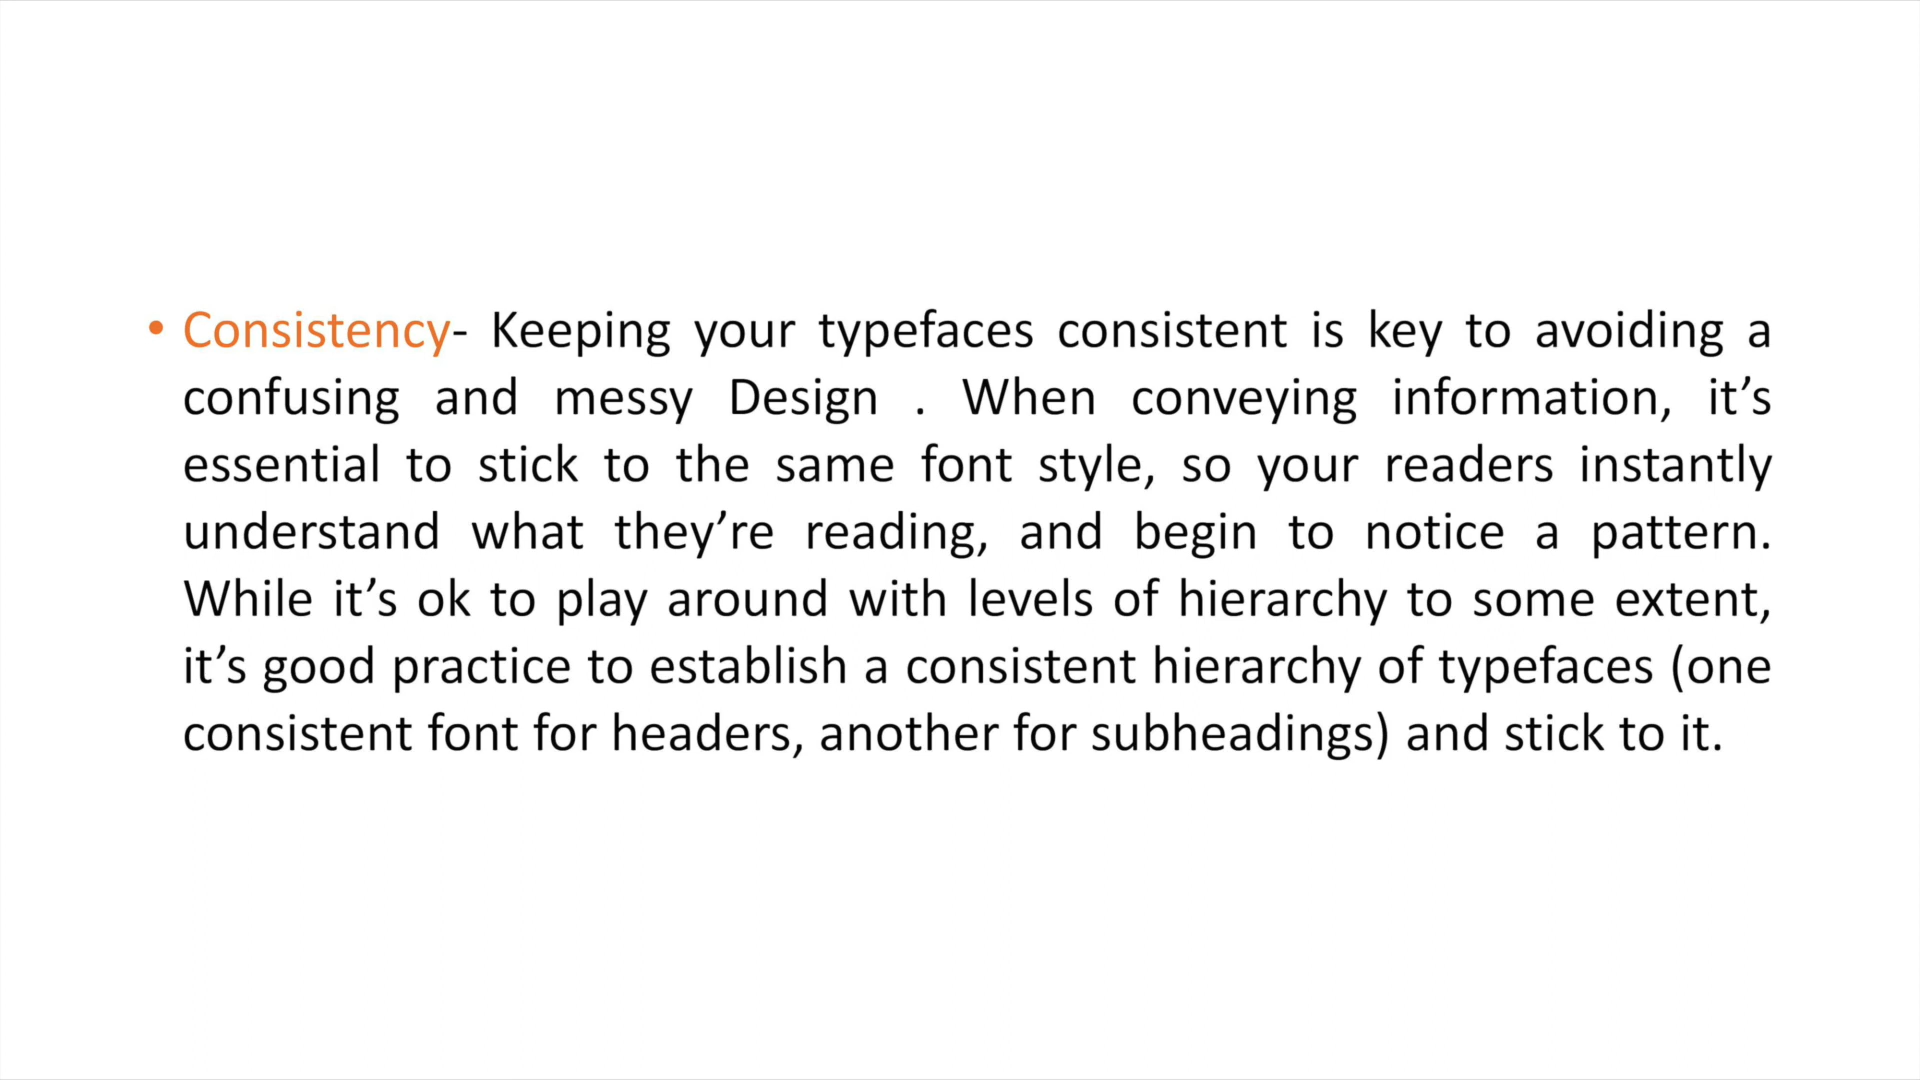 • Consistency- Keeping your typefaces consistent is key to avoiding a
confusing and messy Design . When conveying information, it’s
essential to stick to the same font style, so your readers instantly
understand what they’re reading, and begin to notice a pattern.
While it’s ok to play around with levels of hierarchy to some extent,
it’s good practice to establish a consistent hierarchy of typefaces (one
consistent font for headers, another for subheadings) and stick to it.